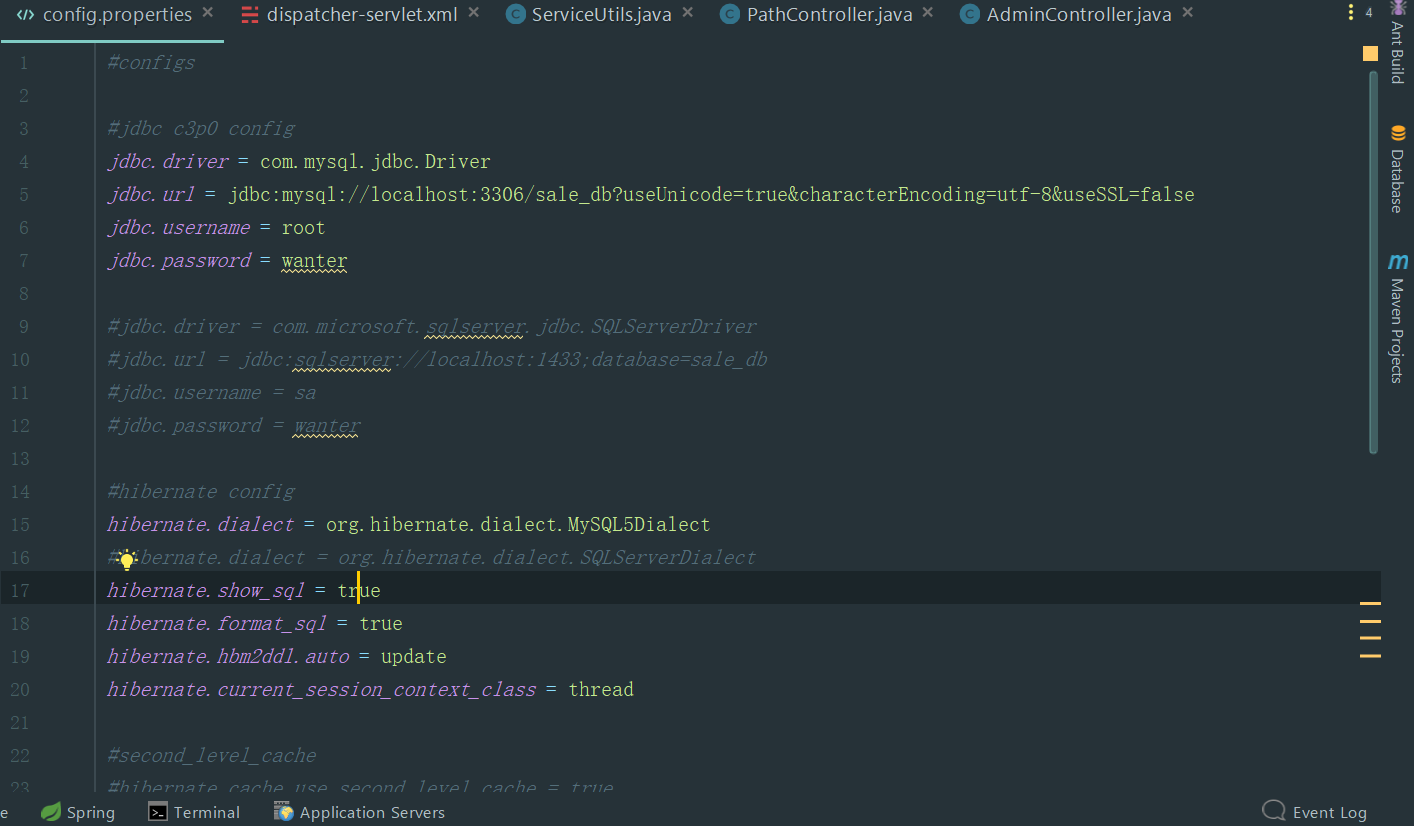 config.properties dispatcher-servlet.xml ServiceUtils.java PathController.java AdminController.java 4
1 #configs
2
3 #jdbc c3p0 config
4 jdbc.driver = com.mysql.jdbc.Driver
5 jdbc.url = jdbc:mysql://localhost:3306/sale_db?useUnicode=true&characterEncoding=utf-8&useSSL=false
6 jdbc.username = root
7 jdbc.password = wanter
8
9 #jdbc.driver = com.microsoft.sqlserver.jdbc.SQLServerDriver
10 #jdbc.url = jdbc:sqlserver://localhost:1433;database=sale_db
11 #jdbc.username = sa
12 #jdbc.password = wanter
13
14 #hibernate config
15 hibernate.dialect = org.hibernate.dialect.MySQL5Dialect
16 #hibernate.dialect = org.hibernate.dialect.SQLServerDialect
17 hibernate.show_sql = true
18 hibernate.format_sql = true
19 hibernate.hbm2ddl.auto = update
20 hibernate.current_session_context_class = thread
21
22 #second_level_cache
23 #hibernate.cache.use_second_level_cache = true
e Spring Terminal Application Servers Event Log
Ant Build
Database
Maven Projects